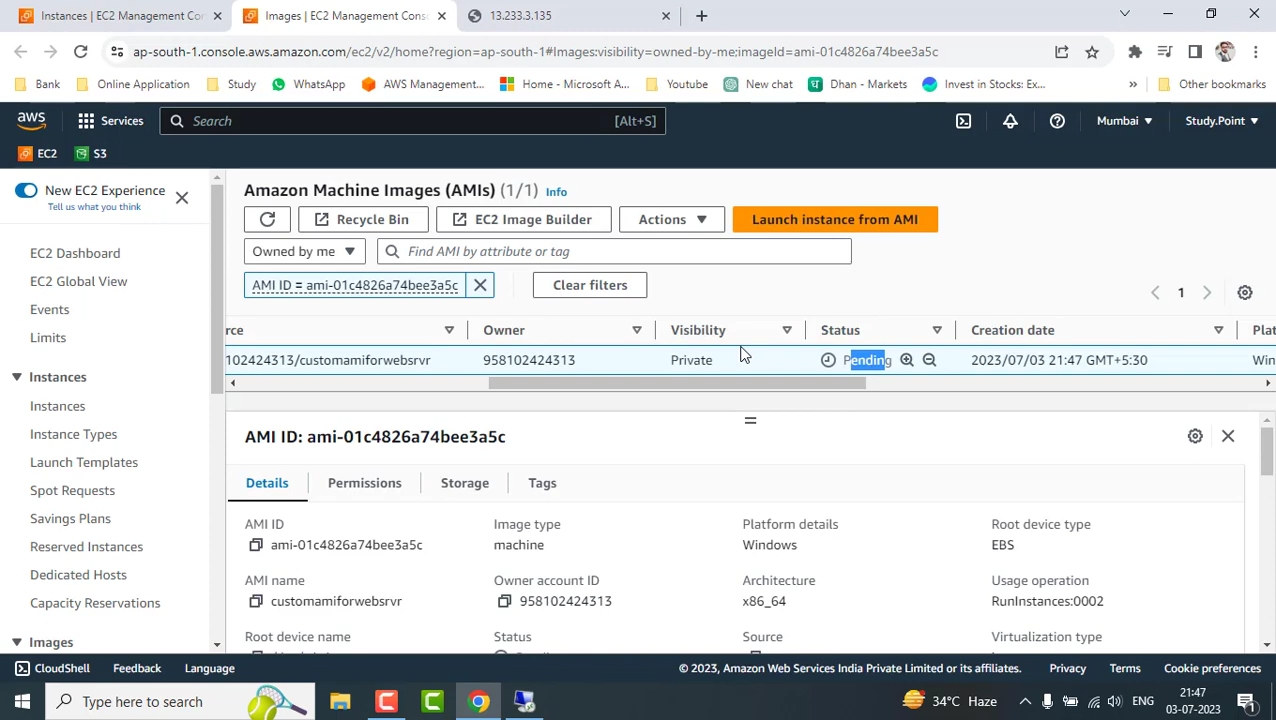 Instances | EC2 Management Con
Images | EC2 Management Conso
13.233.3.135
ap-south-1.console.aws.amazon.com/ec2/v2/home?region=ap-south-1#Images:visibility=owned-by-me;imageId=ami-01c4826a74bee3a5c
Bank Online Application Study WhatsApp AWS Management... Home - Microsoft A... Youtube New chat Dhan - Markets Invest in Stocks: Ex... » Other bookmarks
aws Services Search [Alt+S] Mumbai Study.Point
EC2 S3
New EC2 Experience
Tell us what you think
EC2 Dashboard
EC2 Global View
Events
Limits
Instances
Instances
Instance Types
Launch Templates
Spot Requests
Savings Plans
Reserved Instances
Dedicated Hosts
Capacity Reservations
Images
Amazon Machine Images (AMIs) (1/1) Info
Recycle Bin EC2 Image Builder Actions Launch instance from AMI
Owned by me Find AMI by attribute or tag
AMI ID = ami-01c4826a74bee3a5c Clear filters
1
rce Owner Visibility Status Creation date Plat
102424313/customamiforwebsrvr 958102424313 Private Pending 2023/07/03 21:47 GMT+5:30 Win
AMI ID: ami-01c4826a74bee3a5c
Details Permissions Storage Tags
AMI ID Image type Platform details Root device type
ami-01c4826a74bee3a5c machine Windows EBS
AMI name Owner account ID Architecture Usage operation
customamiforwebsrvr 958102424313 x86_64 RunInstances:0002
Root device name Status Source Virtualization type
CloudShell Feedback Language © 2023, Amazon Web Services India Private Limited or its affiliates. Privacy Terms Cookie preferences
Type here to search 34°C Haze ENG 21:47
03-07-2023 1